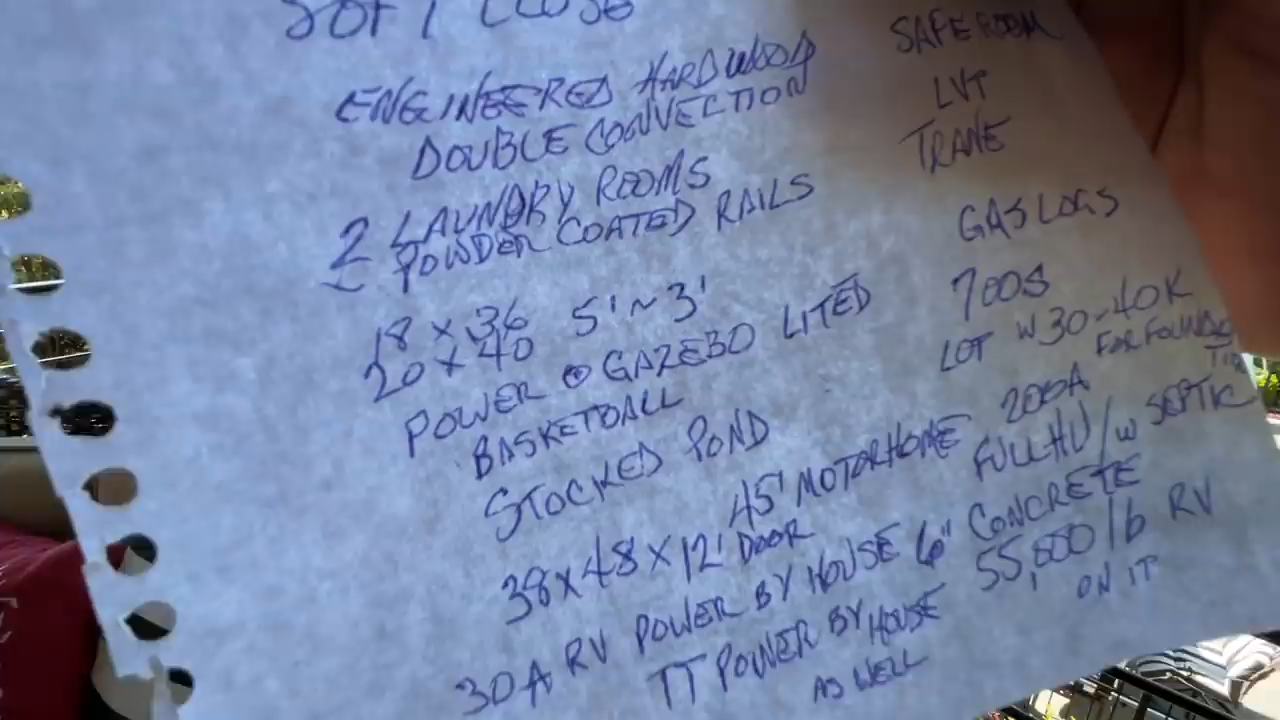 SOFT CLOSE
ENGINEERED HARDWOOD SAFEROOM
DOUBLE CONVECTION LVT
2 LAUNDRY ROOMS TRANE
POWDER COATED RAILS
GAS LOGS
18 x 36 5' ~ 3'
20 x 40
POWER @ GAZEBO LITED 700S
BASKETBALL LOT W 30-40K
FOR FOUNDATION
STOCKED POND
45' MOTORHOME 200A
38 x 48 x 12' DOOR FULL HU/W SEPTIC
30A RV POWER BY HOUSE 6" CONCRETE
TT POWER BY HOUSE 55,000 lb RV
AS WELL ON IT